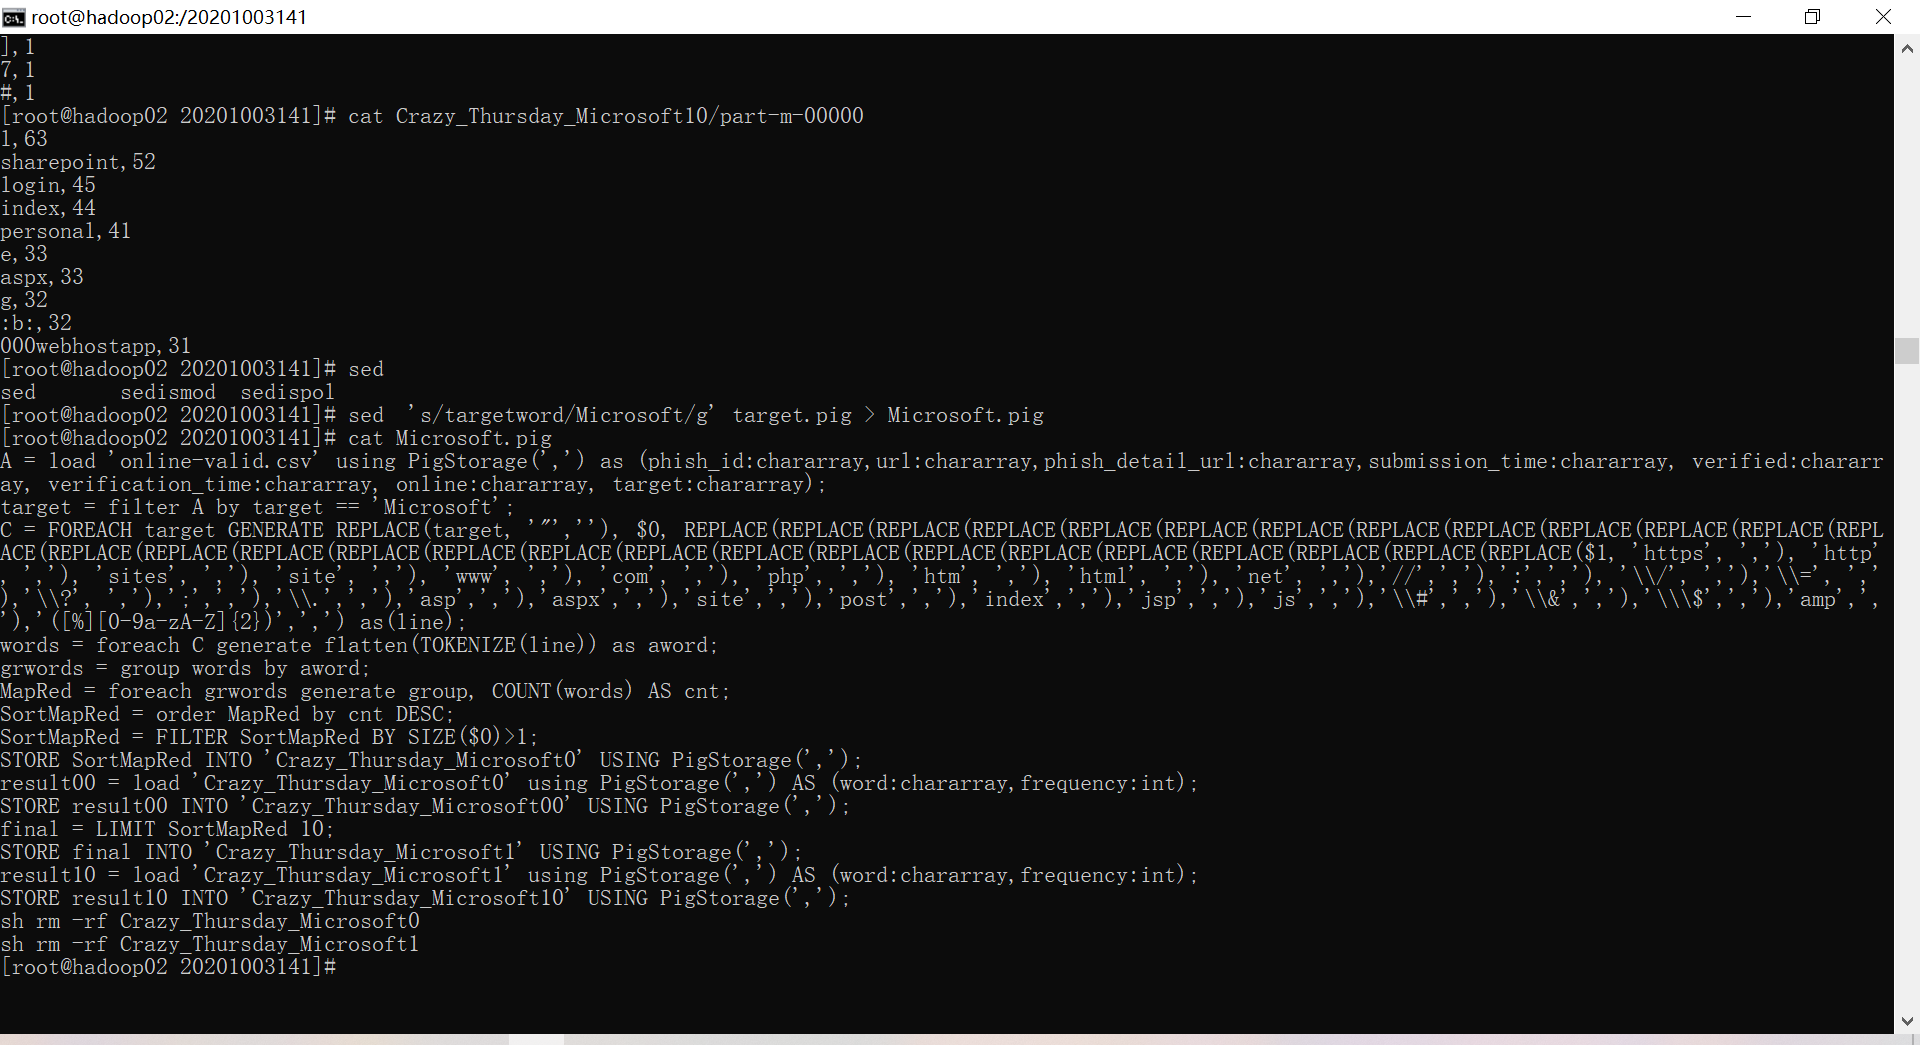 root@hadoop02:/20201003141
],1
7,1
#,1
[root@hadoop02 20201003141]# cat Crazy_Thursday_Microsoft10/part-m-00000
1,63
sharepoint,52
login,45
index,44
personal,41
e,33
aspx,33
g,32
:b:,32
000webhostapp,31
[root@hadoop02 20201003141]# sed
sed       sedismod  sedispol
[root@hadoop02 20201003141]# sed  's/targetword/Microsoft/g' target.pig > Microsoft.pig
[root@hadoop02 20201003141]# cat Microsoft.pig
A = load 'online-valid.csv' using PigStorage(',') as (phish_id:chararray,url:chararray,phish_detail_url:chararray,submission_time:chararray, verified:chararr
ay, verification_time:chararray, online:chararray, target:chararray);
target = filter A by target == 'Microsoft';
C = FOREACH target GENERATE REPLACE(target, '"',''), $0, REPLACE(REPLACE(REPLACE(REPLACE(REPLACE(REPLACE(REPLACE(REPLACE(REPLACE(REPLACE(REPLACE(REPLACE(REPL
ACE(REPLACE(REPLACE(REPLACE(REPLACE(REPLACE(REPLACE(REPLACE(REPLACE(REPLACE(REPLACE(REPLACE(REPLACE(REPLACE(REPLACE(REPLACE(REPLACE($1, 'https', ','), 'http'
, ','), 'sites', ','), 'site', ','), 'www', ','), 'com', ','), 'php', ','), 'htm', ','), 'html', ','), 'net', ','),'//',','),':',','), '\\/', ','),'\\=', ','
),'\\?', ','),':',','),'\\.',','),'asp',','),'aspx',','),'site',','),'post',','),'index',','),'jsp',','),'js',','),'\\#',','),'\\&',','),'\\\$',','),'amp',',
'),'([%][0-9a-zA-Z]{2})',',') as(line);
words = foreach C generate flatten(TOKENIZE(line)) as aword;
grwords = group words by aword;
MapRed = foreach grwords generate group, COUNT(words) AS cnt;
SortMapRed = order MapRed by cnt DESC;
SortMapRed = FILTER SortMapRed BY SIZE($0)>1;
STORE SortMapRed INTO 'Crazy_Thursday_Microsoft0' USING PigStorage(',');
result00 = load 'Crazy_Thursday_Microsoft0' using PigStorage(',') AS (word:chararray,frequency:int);
STORE result00 INTO 'Crazy_Thursday_Microsoft00' USING PigStorage(',');
final = LIMIT SortMapRed 10;
STORE final INTO 'Crazy_Thursday_Microsoft1' USING PigStorage(',');
result10 = load 'Crazy_Thursday_Microsoft1' using PigStorage(',') AS (word:chararray,frequency:int);
STORE result10 INTO 'Crazy_Thursday_Microsoft10' USING PigStorage(',');
sh rm -rf Crazy_Thursday_Microsoft0
sh rm -rf Crazy_Thursday_Microsoft1
[root@hadoop02 20201003141]#